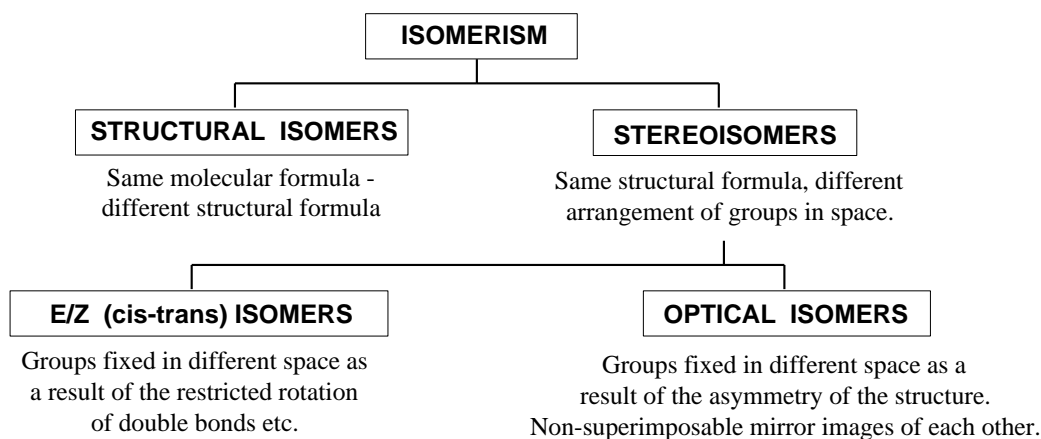 ISOMERISM
STRUCTURAL ISOMERS
Same molecular formula -
different structural formula
STEREOISOMERS
Same structural formula, different
arrangement of groups in space.
E/Z (cis-trans) ISOMERS
Groups fixed in different space as
a result of the restricted rotation
of double bonds etc.
OPTICAL ISOMERS
Groups fixed in different space as a
result of the asymmetry of the structure.
Non-superimposable mirror images of each other.